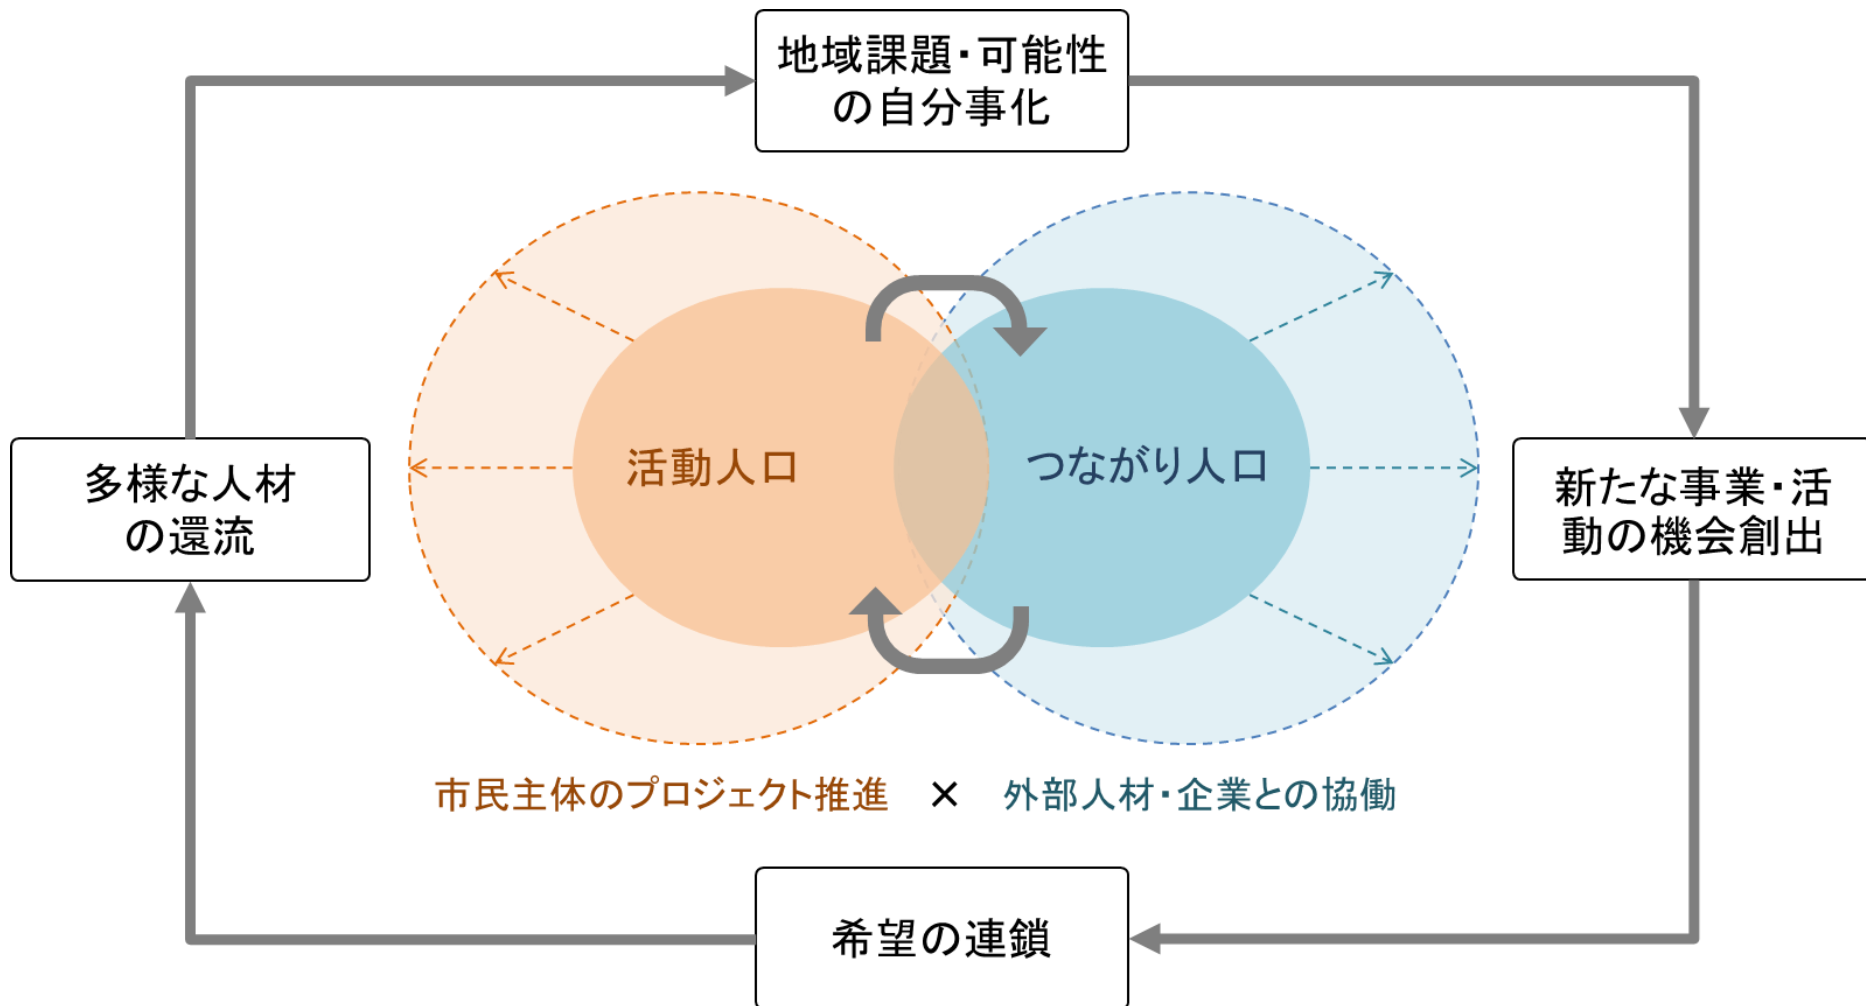 地域課題・可能性
の自分事化
活動人口
つながり人口
多様な人材
の還流
新たな事業・活
動の機会創出
市民主体のプロジェクト推進 × 外部人材・企業との協働
希望の連鎖